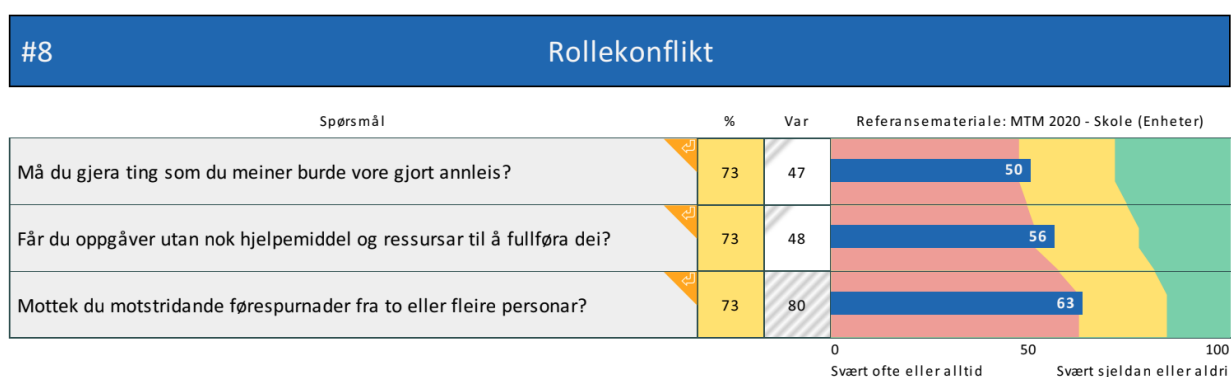 #8 Rollekonflikt
Spørsmål % Var Referansemateriale: MTM 2020 - Skole (Enheter)
Må du gjera ting som du meiner burde vore gjort annleis? 73 47 50
Får du oppgåver utan nok hjelpemiddel og ressursar til å fullføra dei? 73 48 56
Mottek du motstridande førespurnader fra to eller fleire personar? 73 80 63
0 50 100
Svært ofte eller alltid Svært sjeldan eller aldri